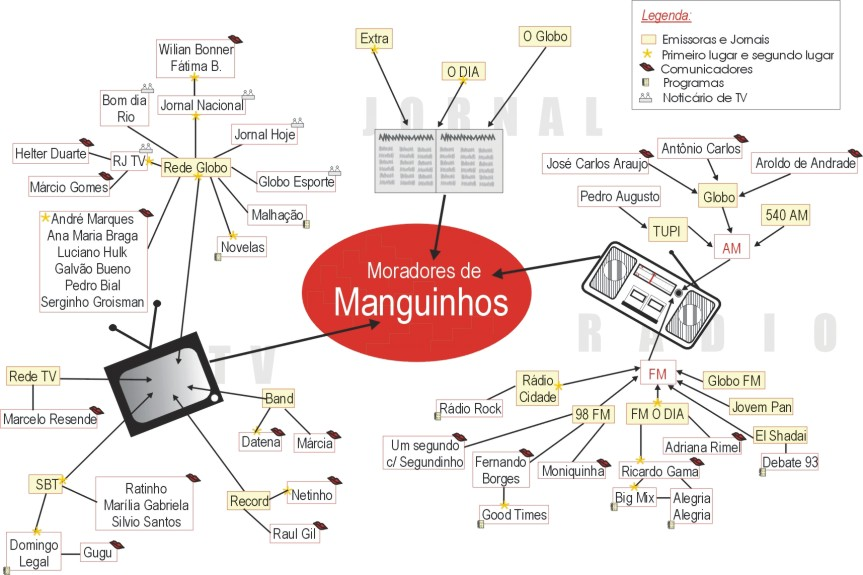 Legenda:
Emissoras e Jornais
Primeiro lugar e segundo lugar
Comunicadores
Programas
Noticário de TV
JORNAL
Extra
O DIA
O Globo
Wilian Bonner
Fátima B.
Jornal Nacional
Bom dia
Rio
Jornal Hoje
Helter Duarte
RJ TV
Rede Globo
Márcio Gomes
Globo Esporte
Malhação
Novelas
André Marques
Ana Maria Braga
Luciano Hulk
Galvão Bueno
Pedro Bial
Serginho Groisman
Moradores de
Manguinhos
José Carlos Araujo
Antônio Carlos
Aroldo de Andrade
Pedro Augusto
Globo
TUPI
540 AM
AM
RÁDIO
TV
Rede TV
Marcelo Resende
Band
Datena
Márcia
SBT
Ratinho
Marília Gabriela
Silvio Santos
Record
Netinho
Raul Gil
Domingo
Legal
Gugu
FM
Rádio
Cidade
Rádio Rock
98 FM
FM O DIA
Globo FM
Jovem Pan
El Shadai
Debate 93
Um segundo
c/ Segundinho
Fernando
Borges
Moniquinha
Adriana Rimel
Ricardo Gama
Good Times
Big Mix
Alegria
Alegria